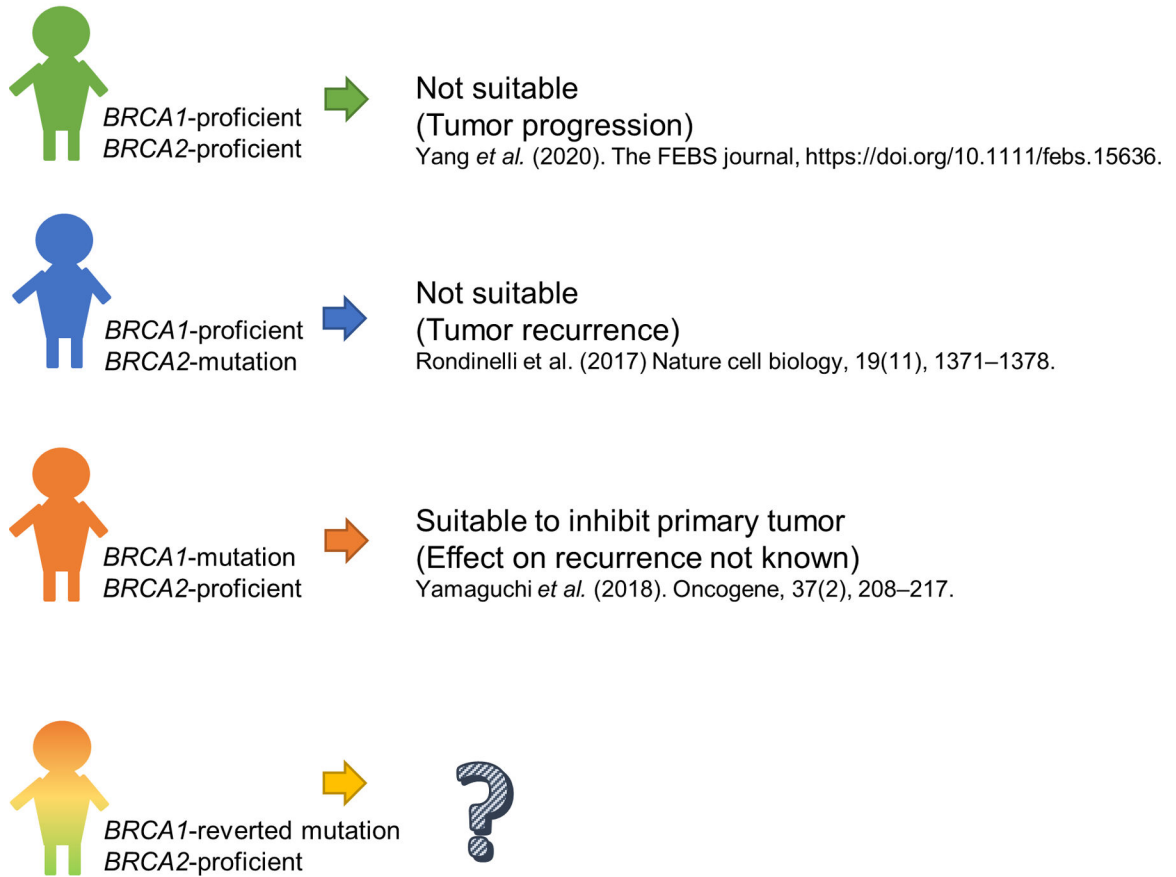 BRCA1-proficient
BRCA2-proficient
Not suitable
(Tumor progression)
Yang et al. (2020). The FEBS journal, https://doi.org/10.1111/febs.15636.
BRCA1-proficient
BRCA2-mutation
Not suitable
(Tumor recurrence)
Rondinelli et al. (2017) Nature cell biology, 19(11), 1371–1378.
BRCA1-mutation
BRCA2-proficient
Suitable to inhibit primary tumor
(Effect on recurrence not known)
Yamaguchi et al. (2018). Oncogene, 37(2), 208–217.
BRCA1-reverted mutation
BRCA2-proficient
?